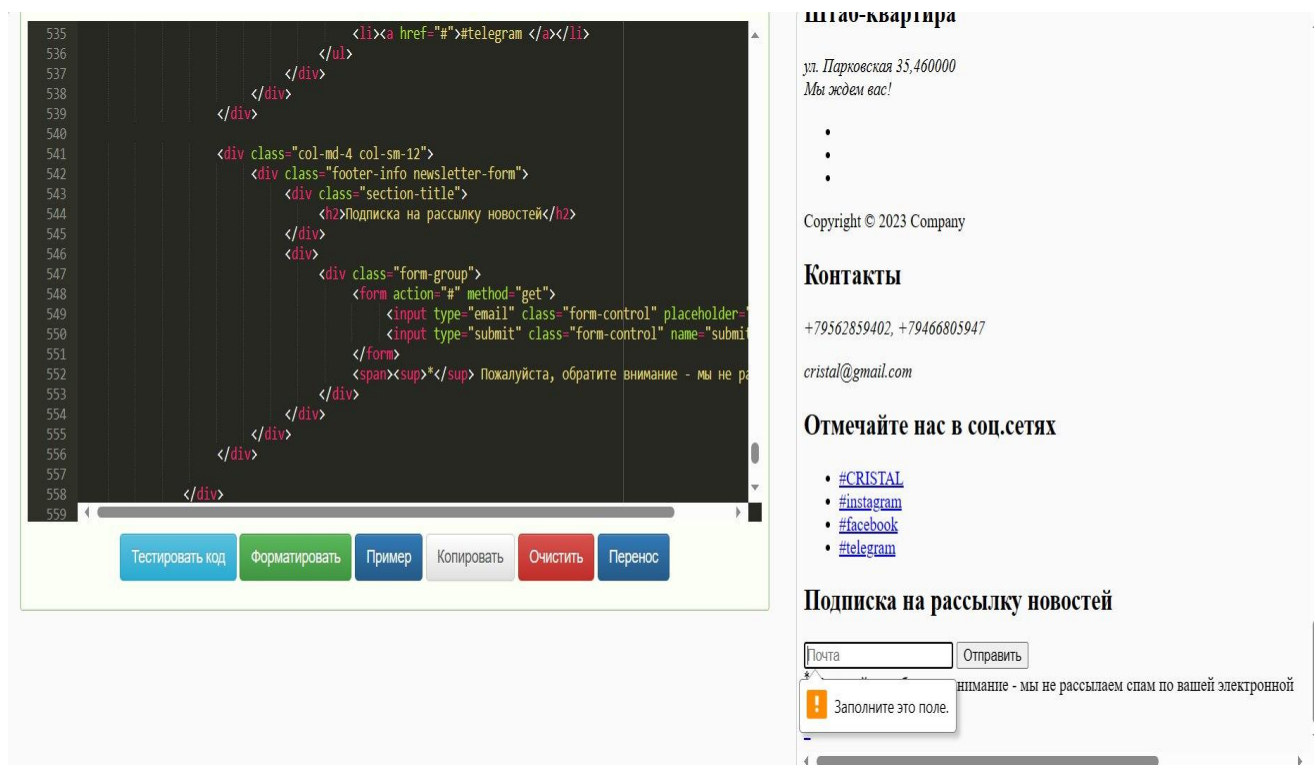 535 <li><a href="#">#telegram </a></li>
536 </ul>
537 </div>
538 </div>
539 </div>
540
541 <div class="col-md-4 col-sm-12">
542 <div class="footer-info newsletter-form">
543 <div class="section-title">
544 <h2>Подписка на рассылку новостей</h2>
545 </div>
546 <div>
547 <div class="form-group">
548 <form action="#" method="get">
549 <input type="email" class="form-control" placeholder="
550 <input type="submit" class="form-control" name="submit
551 </form>
552 <span><sup>*</sup> Пожалуйста, обратите внимание - мы не ра
553 </div>
554 </div>
555 </div>
556 </div>
557
558 </div>
559
Тестировать код Форматировать Пример Копировать Очистить Перенос
Штаб-квартира
ул. Парковская 35,460000
Мы ждем вас!
Copyright © 2023 Company
Контакты
+79562859402, +79466805947
cristal@gmail.com
Отмечайте нас в соц.сетях
#CRISTAL
#instagram
#facebook
#telegram
Подписка на рассылку новостей
Почта Отправить
* нимание - мы не рассылаем спам по вашей электронной
Заполните это поле.